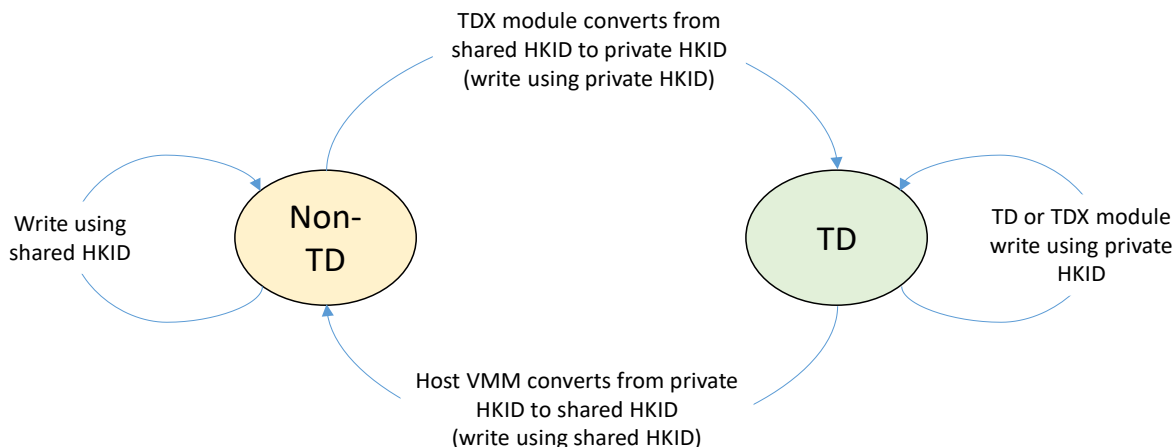 TDX module converts from
shared HKID to private HKID
(write using private HKID)
Write using
shared HKID
Non-
TD
TD
TD or TDX module
write using private
HKID
Host VMM converts from private
HKID to shared HKID
(write using shared HKID)